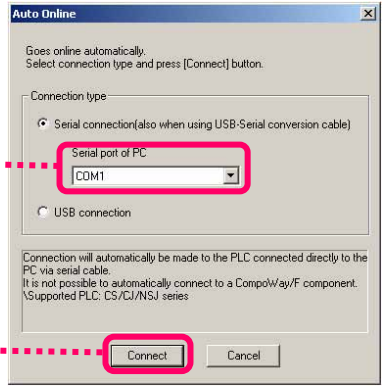 Auto Online
Goes online automatically.
Select connection type and press [Connect] button.
Connection type
Serial connection(also when using USB-Serial conversion cable)
Serial port of PC
COM1
USB connection
Connection will automatically be made to the PLC connected directly to the
PC via serial cable.
It is not possible to automatically connect to a CompoWay/F component.
\Supported PLC: CS/CJ/NSJ series
Connect Cancel